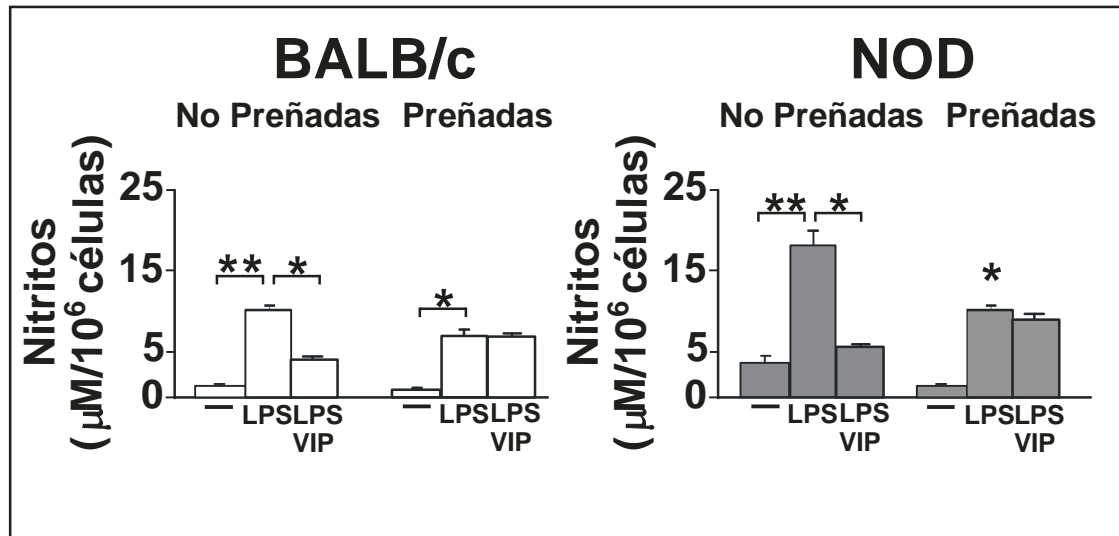 BALB/c
No Preñadas Preñadas
Nitritos
(µM/10⁶ células)
25
15
5
0
** *
*
— LPS LPS
VIP
— LPS LPS
VIP
NOD
No Preñadas Preñadas
Nitritos
(µM/10⁶ células)
25
15
5
0
** *
*
— LPS LPS
VIP
— LPS LPS
VIP